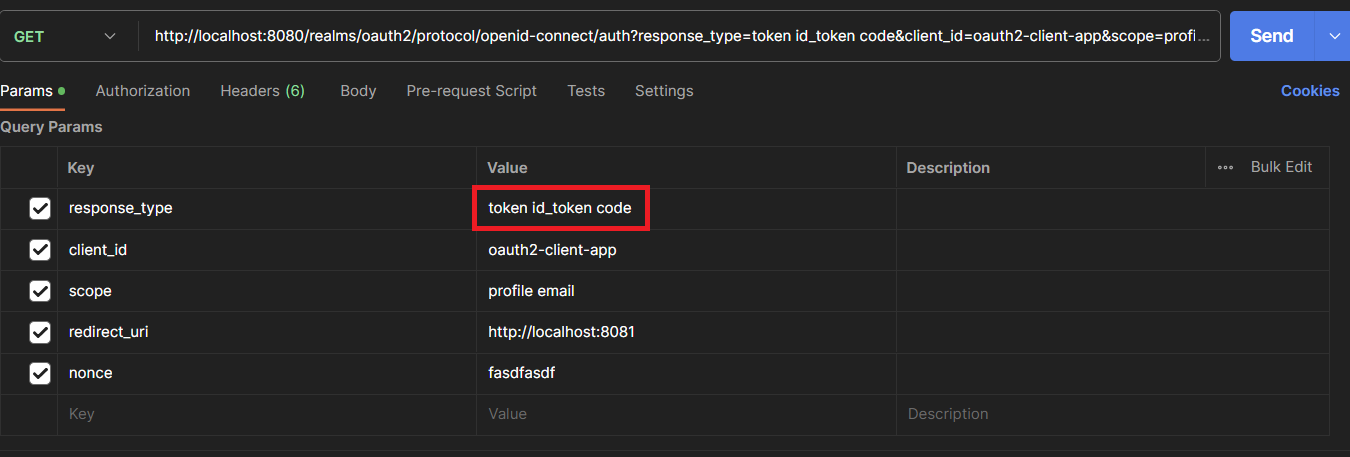 GET http://localhost:8080/realms/oauth2/protocol/openid-connect/auth?response_type=token id_token code&client_id=oauth2-client-app&scope=profi... Send
Params Authorization Headers (6) Body Pre-request Script Tests Settings Cookies
Query Params
Key Value Description ••• Bulk Edit
response_type token id_token code
client_id oauth2-client-app
scope profile email
redirect_uri http://localhost:8081
nonce fasdfasdf
Key Value Description